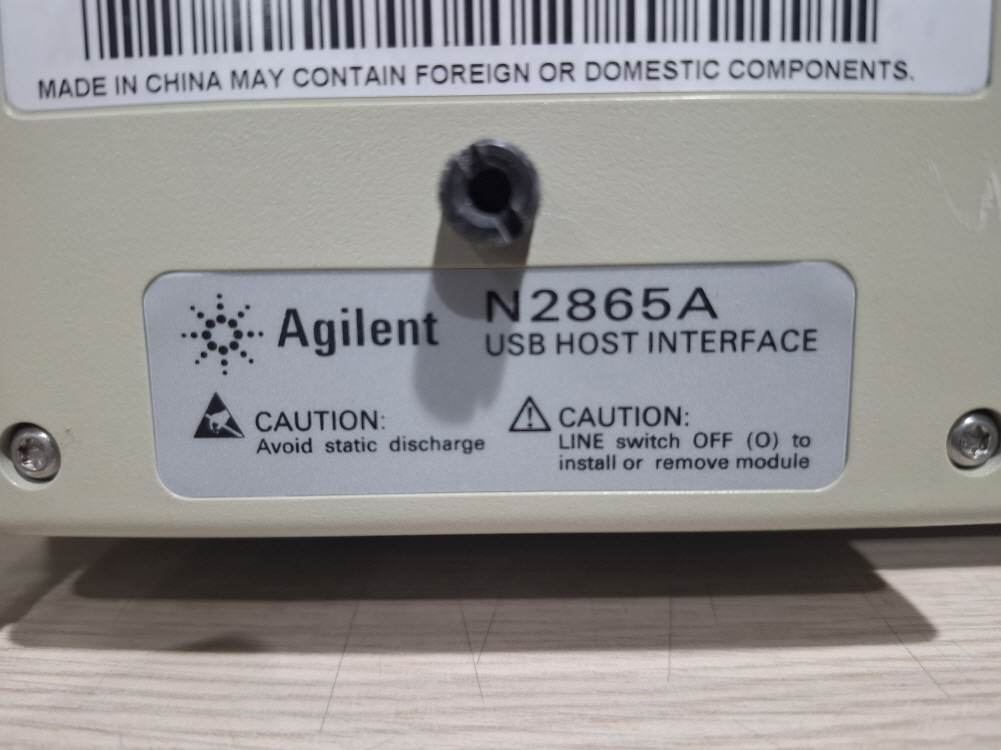 MADE IN CHINA MAY CONTAIN FOREIGN OR DOMESTIC COMPONENTS.
Agilent
N2865A
USB HOST INTERFACE
CAUTION:
Avoid static discharge
CAUTION:
LINE switch OFF (O) to
install or remove module